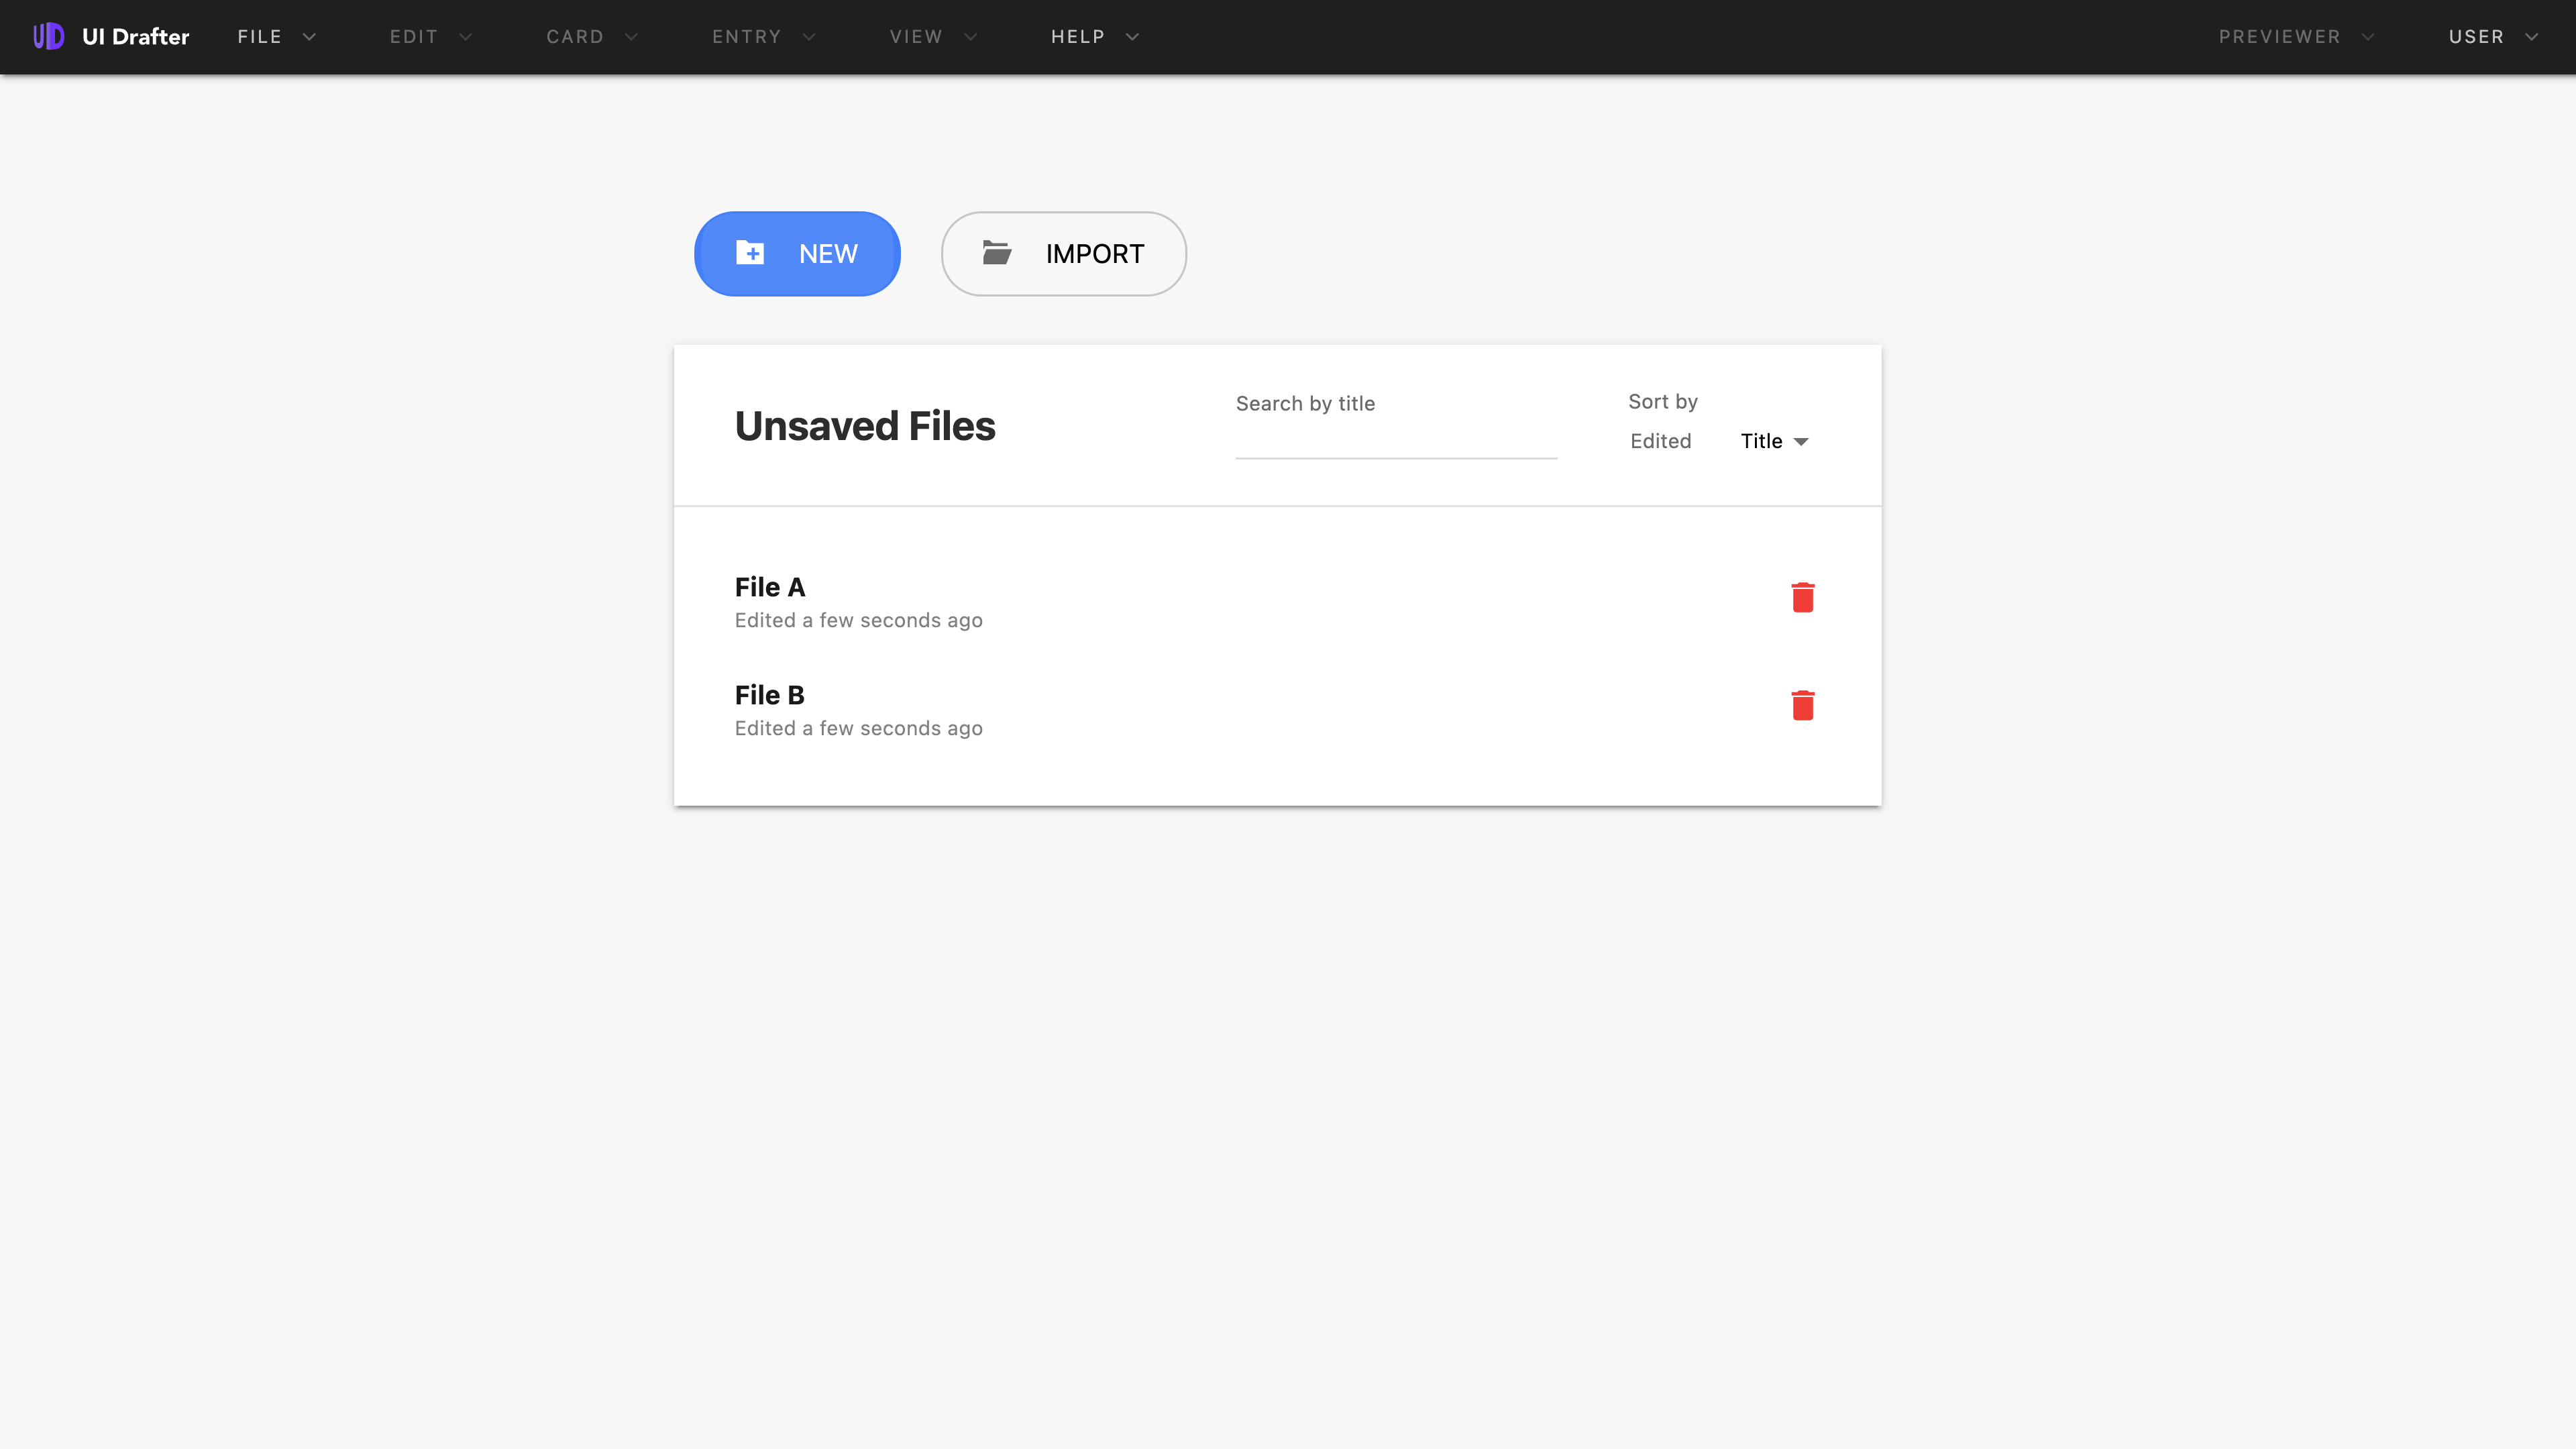 UI Drafter FILE EDIT CARD ENTRY VIEW HELP PREVIEWER USER
NEW IMPORT
Unsaved Files
Search by title
Sort by
Edited Title
File A
Edited a few seconds ago
File B
Edited a few seconds ago